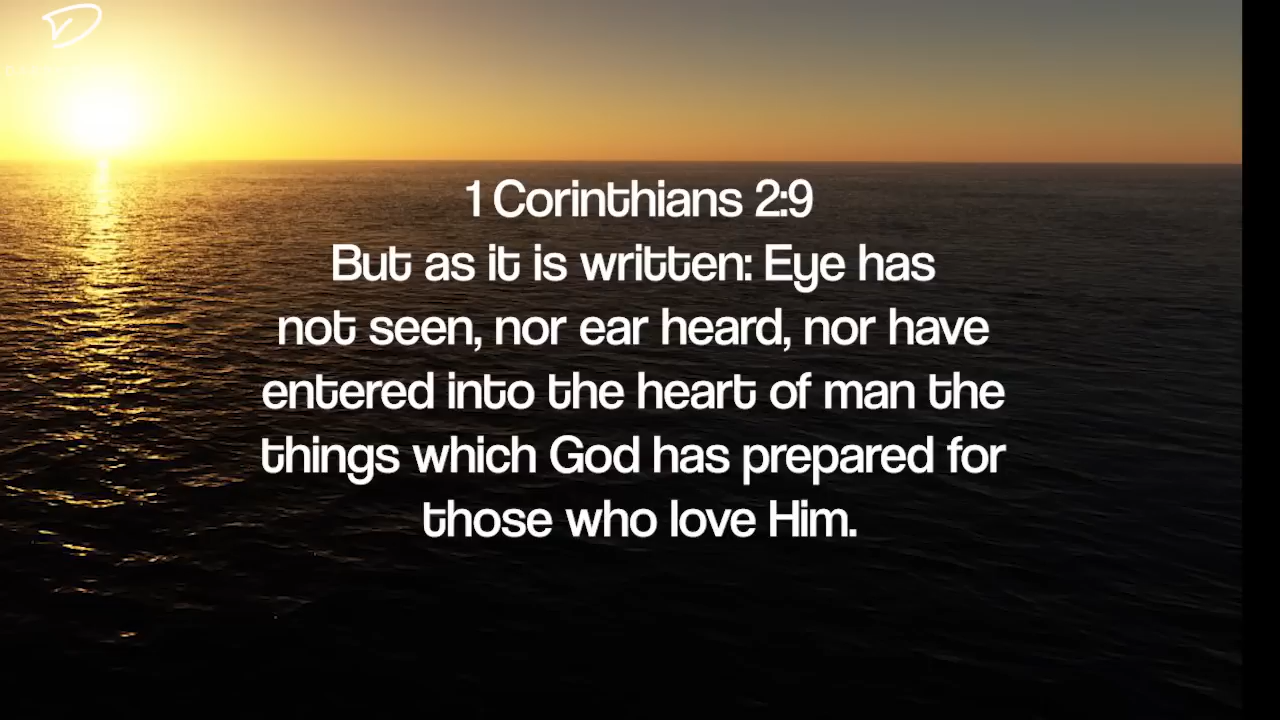 1 Corinthians 2:9
But as it is written: Eye has
not seen, nor ear heard, nor have
entered into the heart of man the
things which God has prepared for
those who love Him.